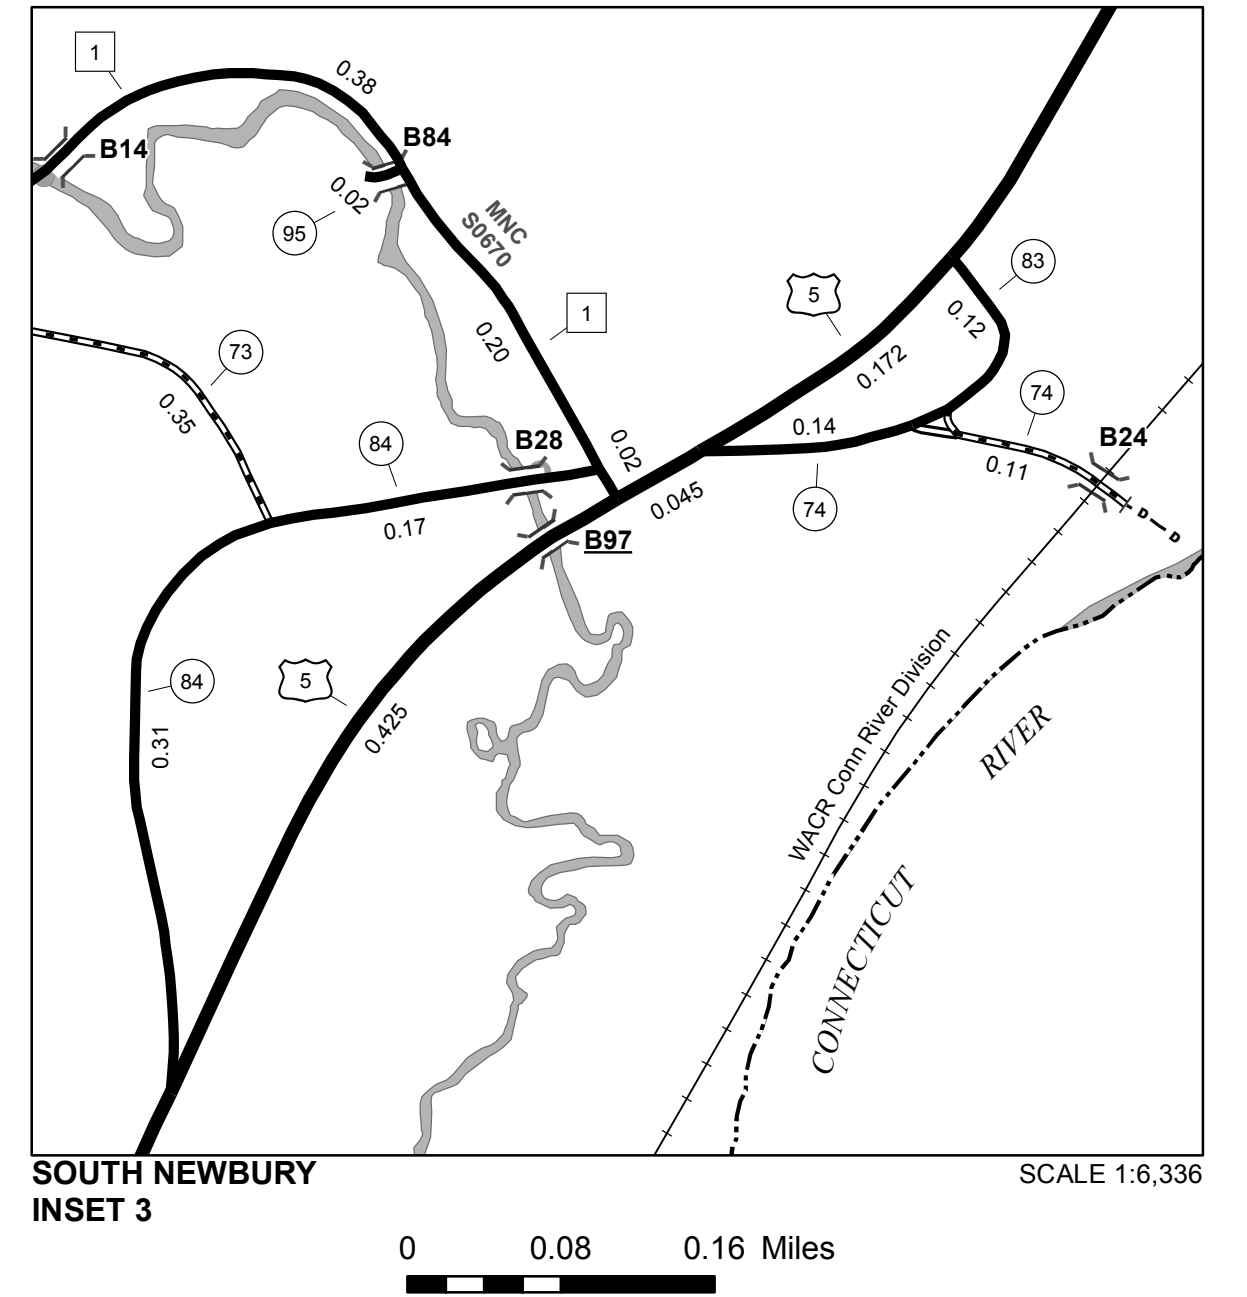 1
0.38
B14
B84
0.02
95
MNC
S0670
83
5
1
0.12
0.20
73
0.172
0.35
74
84
B28
0.02
0.14
B24
0.11
0.045
74
0.17
B97
D
D
84
5
0.31
0.425
WACR Conn River Division
RIVER
CONNECTICUT
SOUTH NEWBURY
SCALE 1:6,336
INSET 3
0 0.08 0.16 Miles